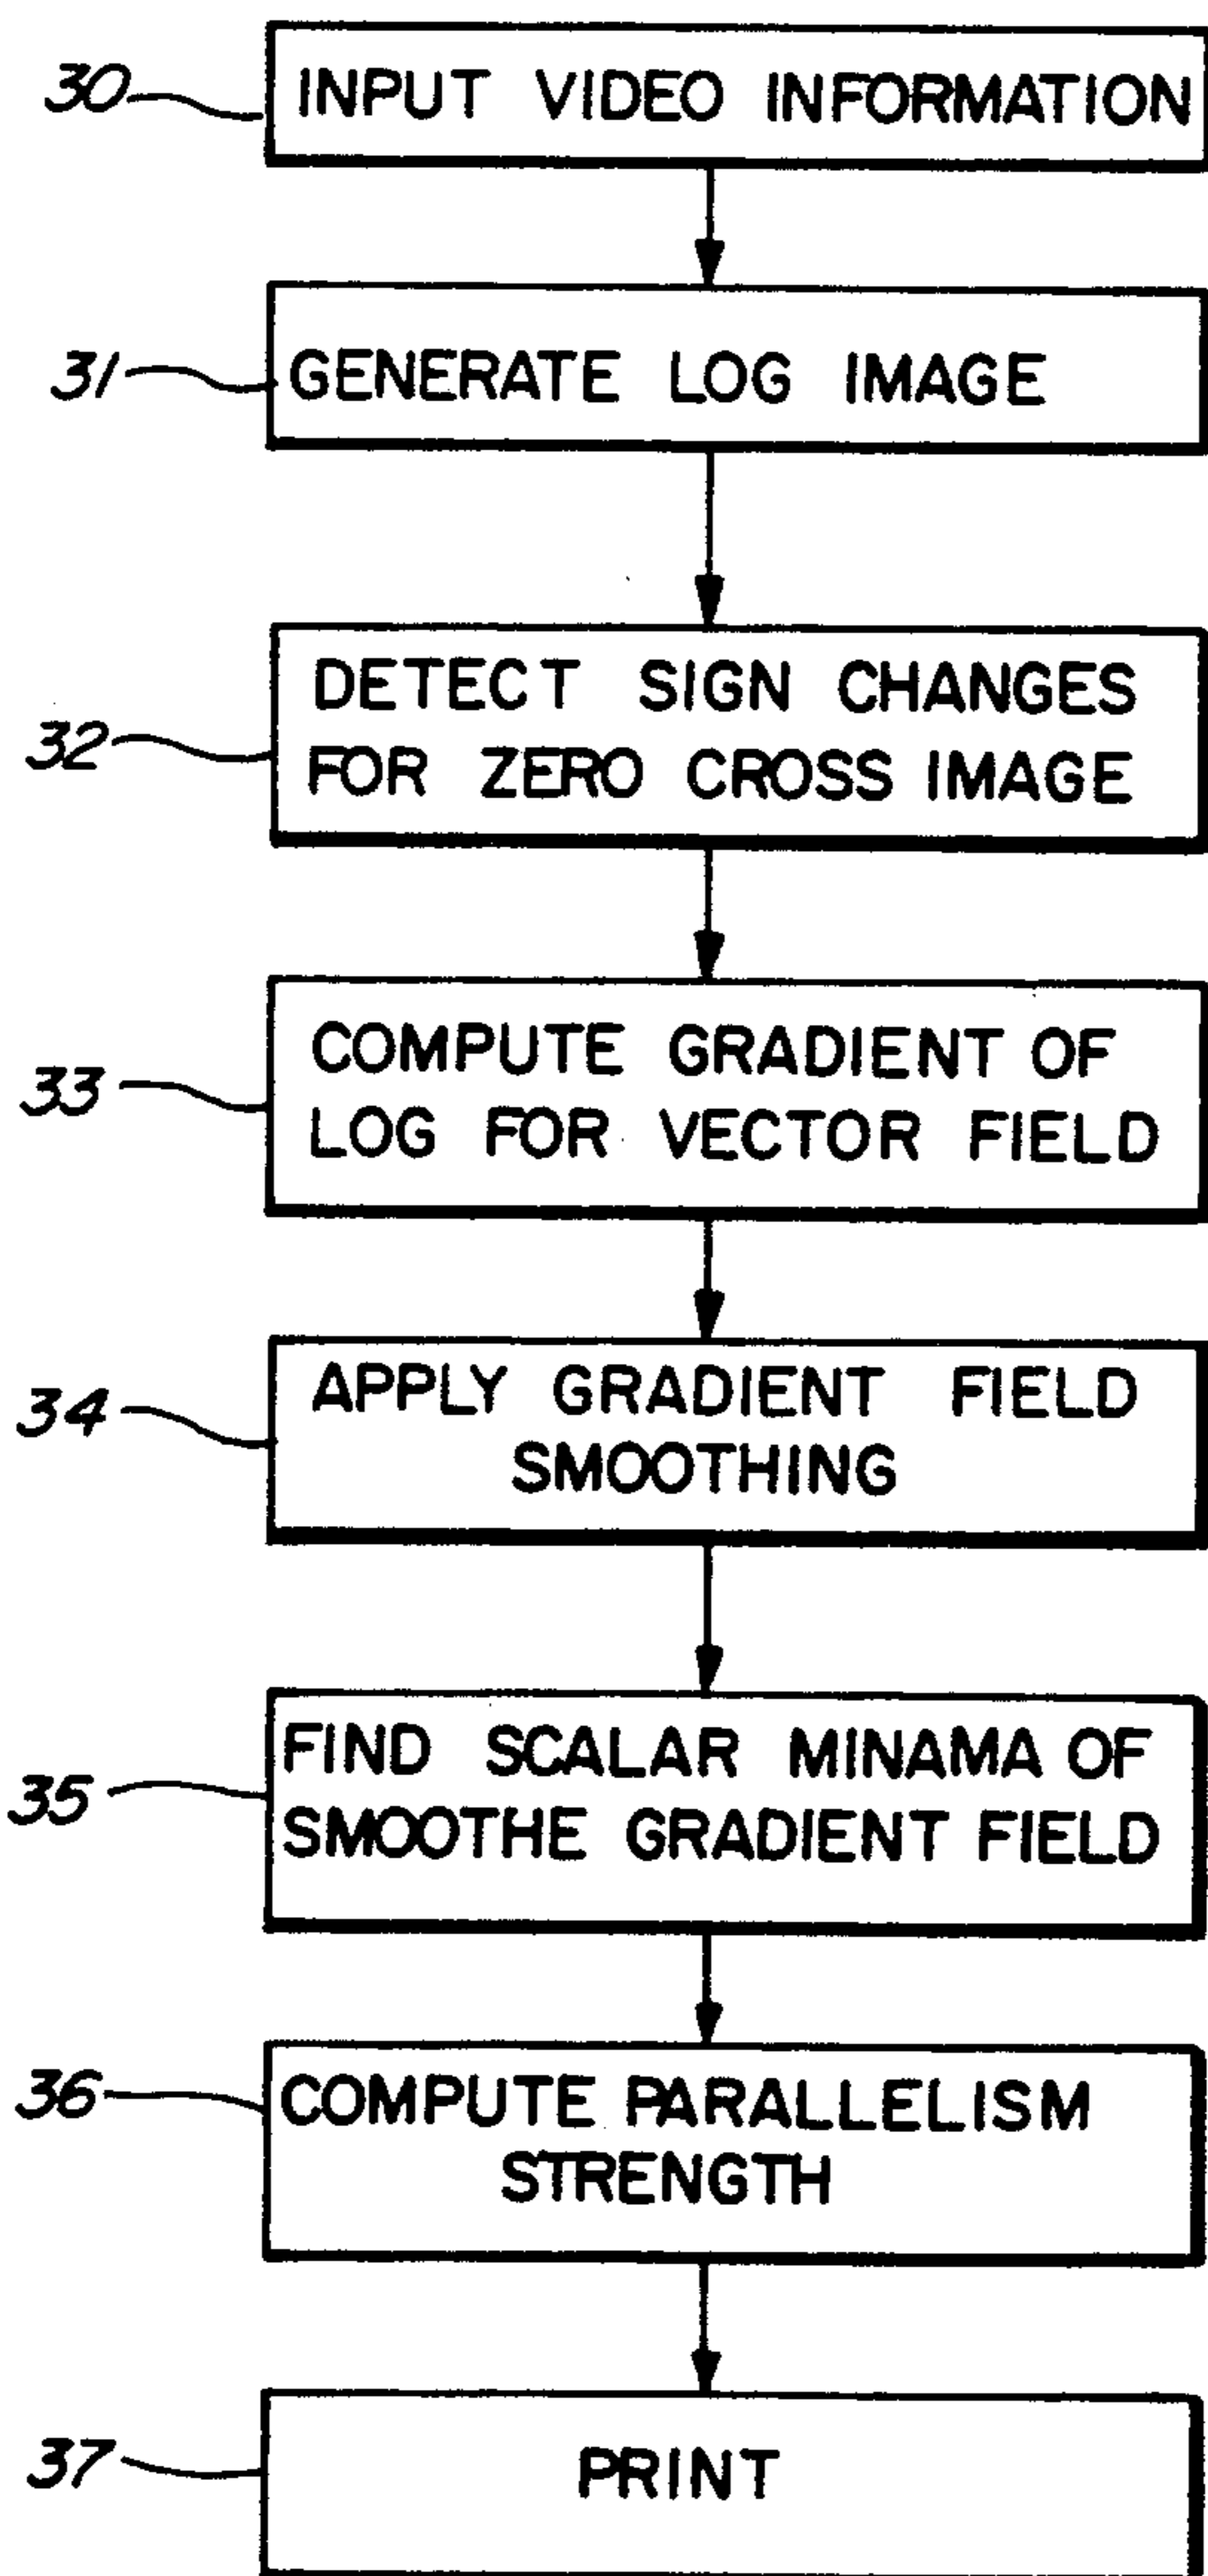 30
INPUT VIDEO INFORMATION
31
GENERATE LOG IMAGE
32
DETECT SIGN CHANGES
FOR ZERO CROSS IMAGE
33
COMPUTE GRADIENT OF
LOG FOR VECTOR FIELD
34
APPLY GRADIENT FIELD
SMOOTHING
35
FIND SCALAR MINAMA OF
SMOOTHE GRADIENT FIELD
36
COMPUTE PARALLELISM
STRENGTH
37
PRINT